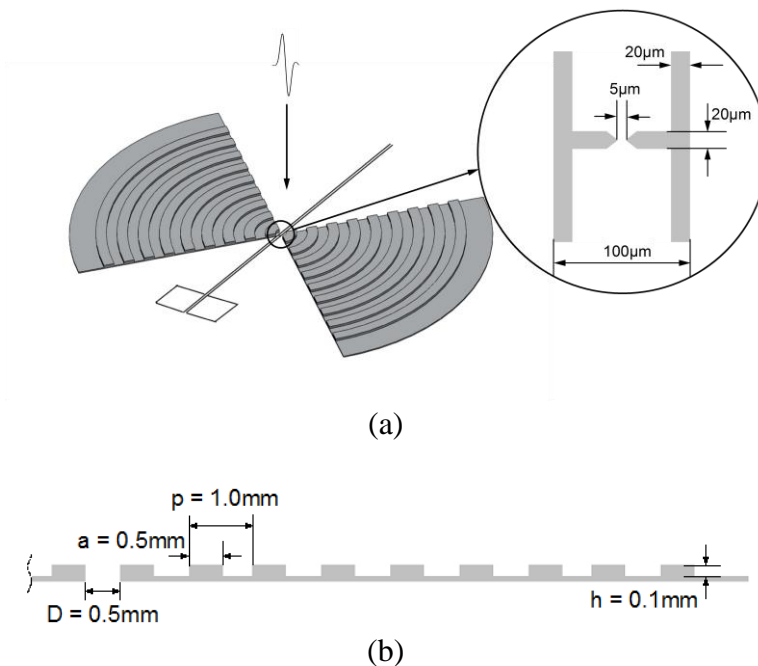 20µm
5µm
20µm
100µm
(a)
p = 1.0mm
a = 0.5mm
D = 0.5mm
h = 0.1mm
(b)